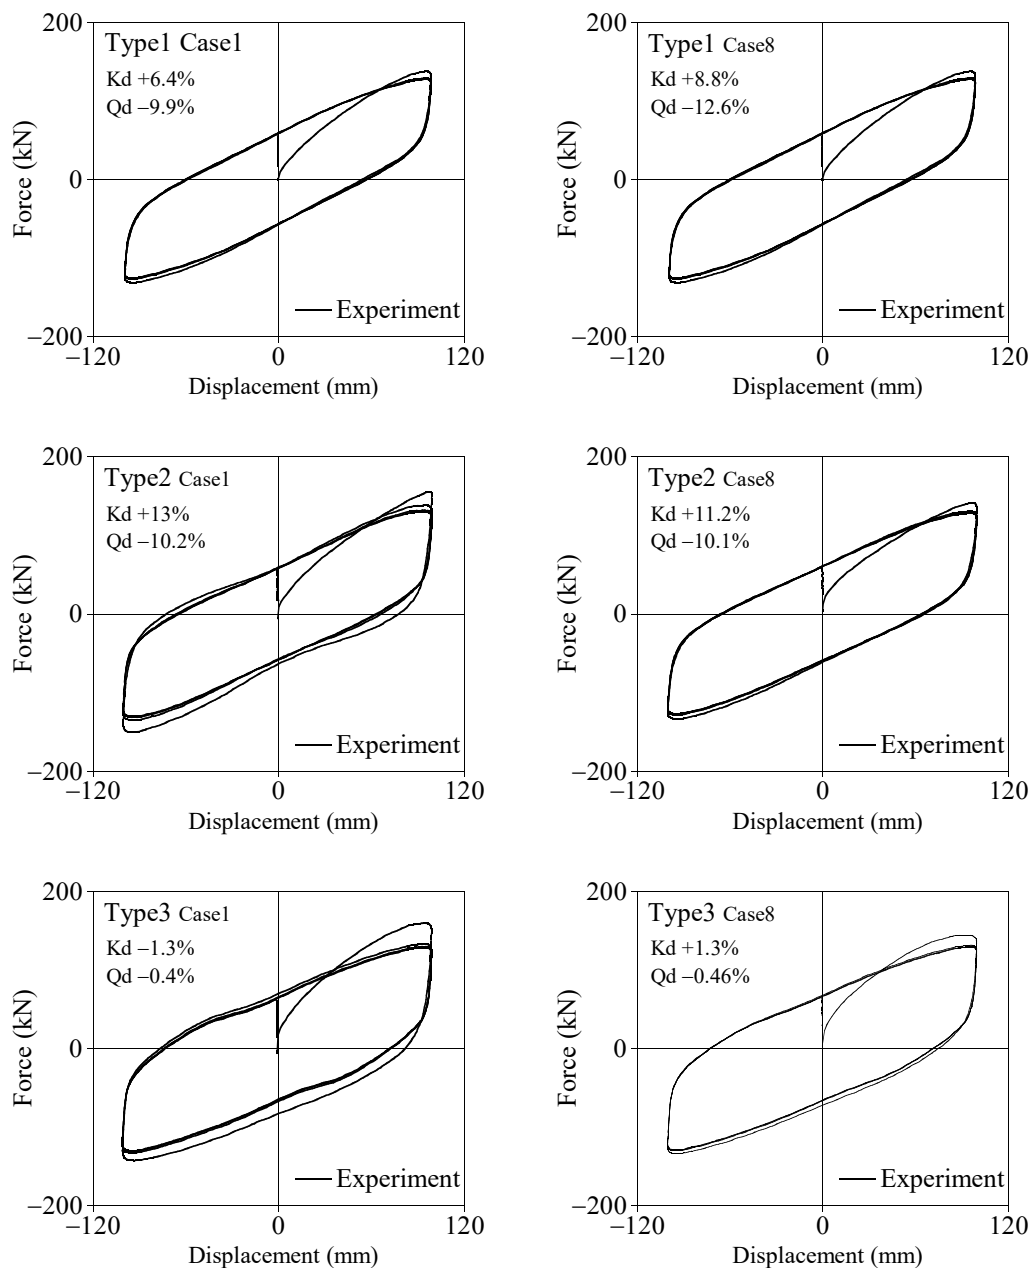 200
Type1 Case1
Kd +6.4%
Qd −9.9%
Force (kN)
0
Experiment
−200
−120
0
120
Displacement (mm)
200
Type1 Case8
Kd +8.8%
Qd −12.6%
Force (kN)
0
Experiment
−200
−120
0
120
Displacement (mm)
200
Type2 Case1
Kd +13%
Qd −10.2%
Force (kN)
0
Experiment
−200
−120
0
120
Displacement (mm)
200
Type2 Case8
Kd +11.2%
Qd −10.1%
Force (kN)
0
Experiment
−200
−120
0
120
Displacement (mm)
200
Type3 Case1
Kd −1.3%
Qd −0.4%
Force (kN)
0
Experiment
−200
−120
0
120
Displacement (mm)
200
Type3 Case8
Kd +1.3%
Qd −0.46%
Force (kN)
0
Experiment
−200
−120
0
120
Displacement (mm)